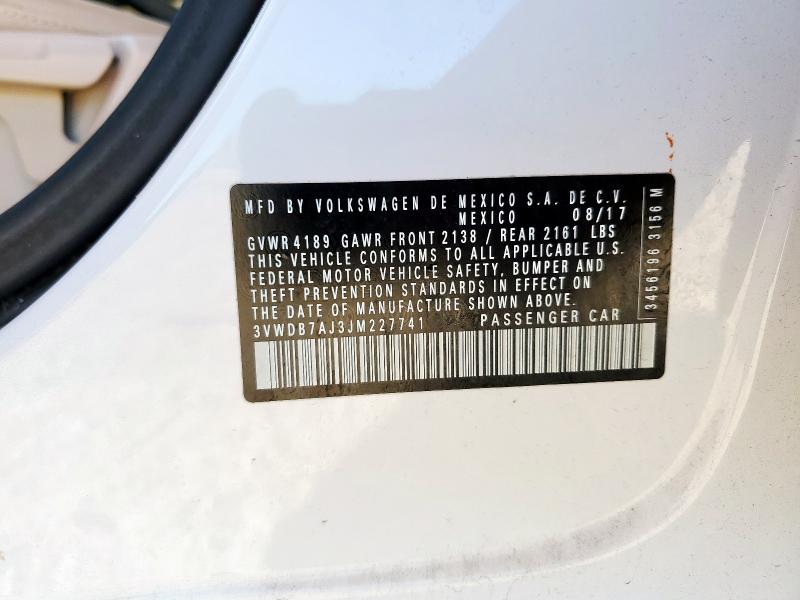 MFD BY VOLKSWAGEN DE MEXICO S.A. DE C.V.
MEXICO 08/17
GVWR 4189 GAWR FRONT 2138 / REAR 2161 LBS
THIS VEHICLE CONFORMS TO ALL APPLICABLE U.S.
FEDERAL MOTOR VEHICLE SAFETY, BUMPER AND
THEFT PREVENTION STANDARDS IN EFFECT ON
THE DATE OF MANUFACTURE SHOWN ABOVE.
3VWDB7AJ3JM227741 PASSENGER CAR
3456196 3156 M